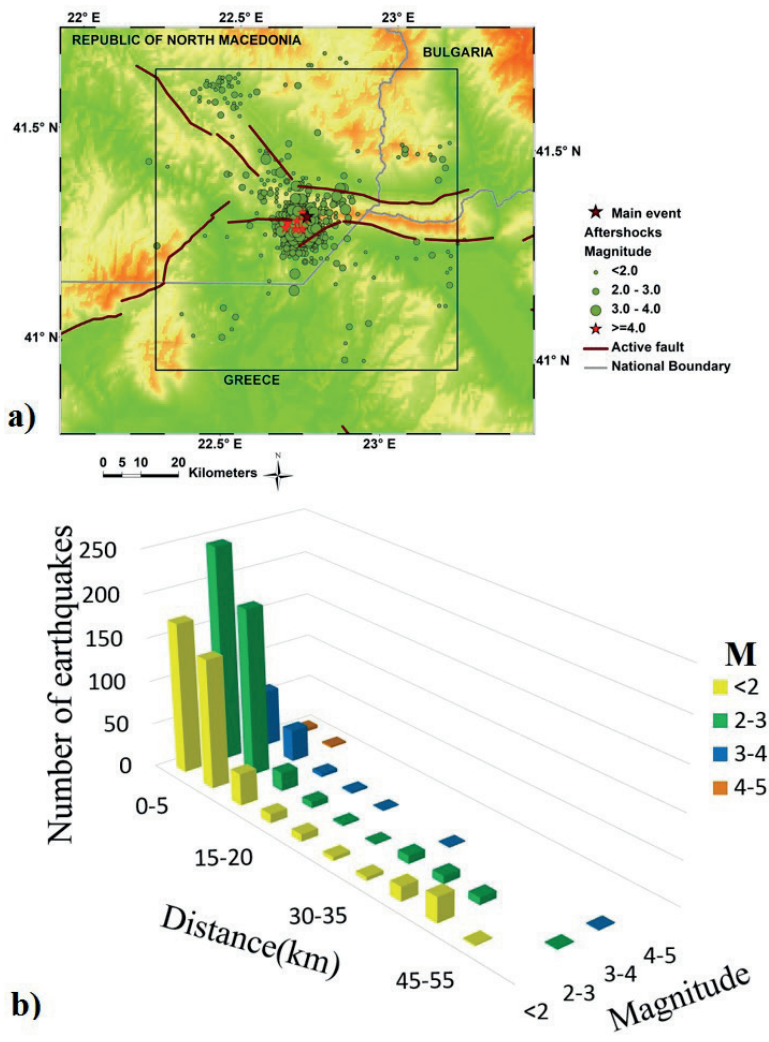 22° E 22.5° E 23° E
REPUBLIC OF NORTH MACEDONIA
BULGARIA
41.5° N
41.5° N
41° N
41° N
GREECE
22.5° E 23° E
Main event
Aftershocks
Magnitude
<2.0
2.0 - 3.0
3.0 - 4.0
>=4.0
Active fault
National Boundary
a)
0 5 10 20
Kilometers
N
Number of earthquakes
250
200
150
100
50
0
0-5
15-20
30-35
45-55
Distance(km)
<2
2-3
3-4
4-5
Magnitude
M
<2
2-3
3-4
4-5
b)